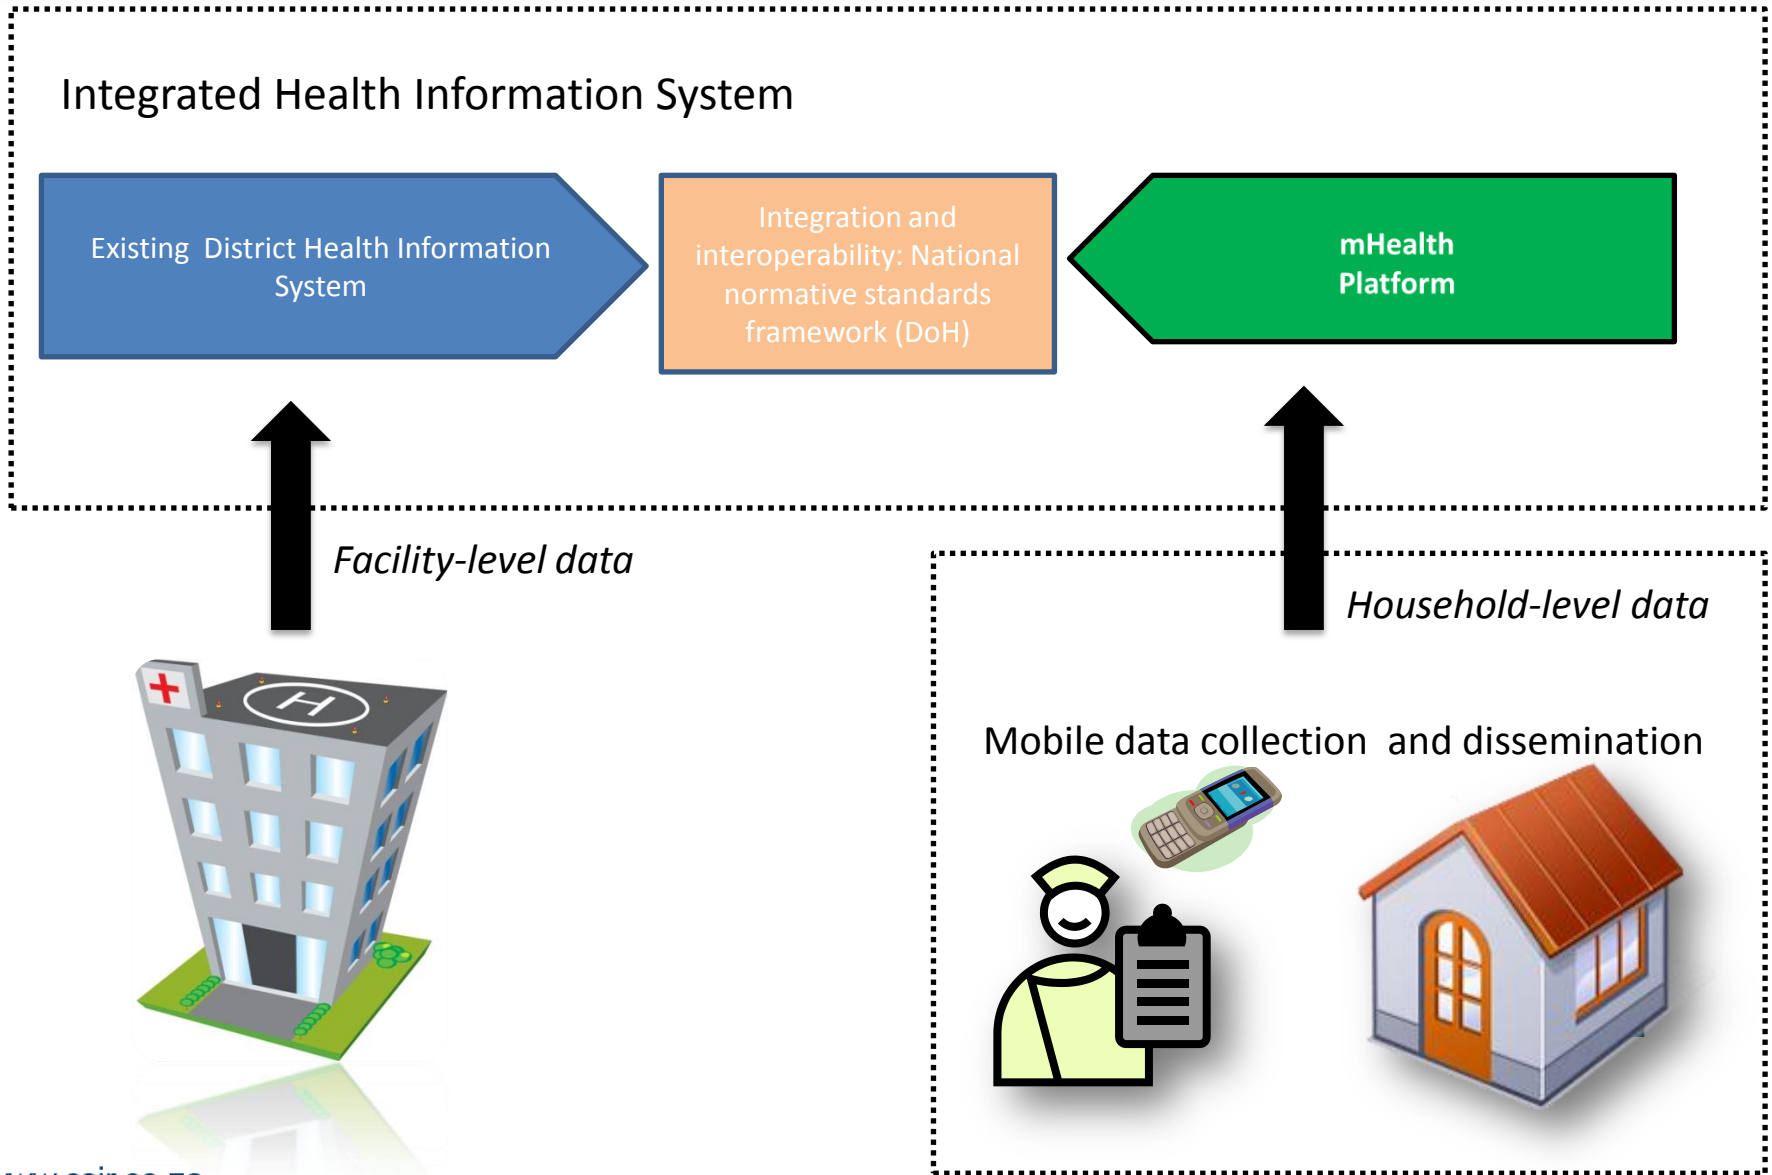 Integrated Health Information System
Existing District Health Information
System
Integration and
interoperability: National
normative standards
framework (DoH)
mHealth
Platform
Facility-level data
Household-level data
Mobile data collection and dissemination
H